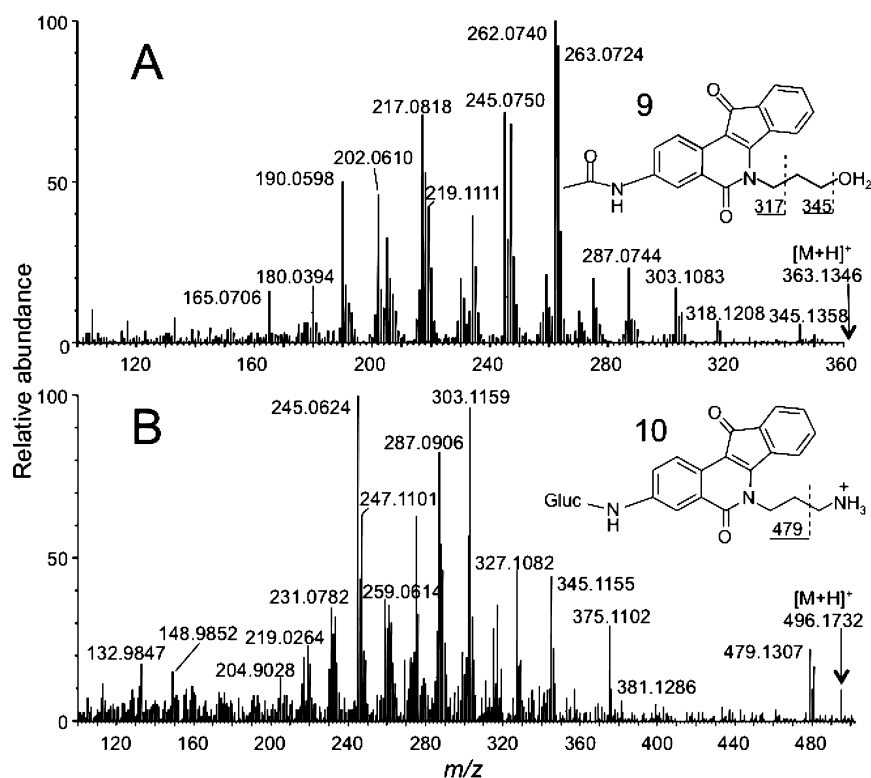 100
A
262.0740
263.0724
217.0818
245.0750
9
202.0610
190.0598
219.1111
50
O
O
N
H
N
OH2
O
317
345
287.0744
[M+H]+
363.1346
303.1083
180.0394
165.0706
318.1208
345.1358
0
120
160
200
240
280
320
360
Relative abundance
100
B
303.1159
245.0624
287.0906
10
O
247.1101
Gluc
N
H
N
+
NH3
O
479
50
327.1082
231.0782
259.0614
345.1155
[M+H]+
496.1732
219.0264
148.9852
132.9847
375.1102
479.1307
204.9028
381.1286
0
120
160
200
240
280
320
360
400
440
480
m/z